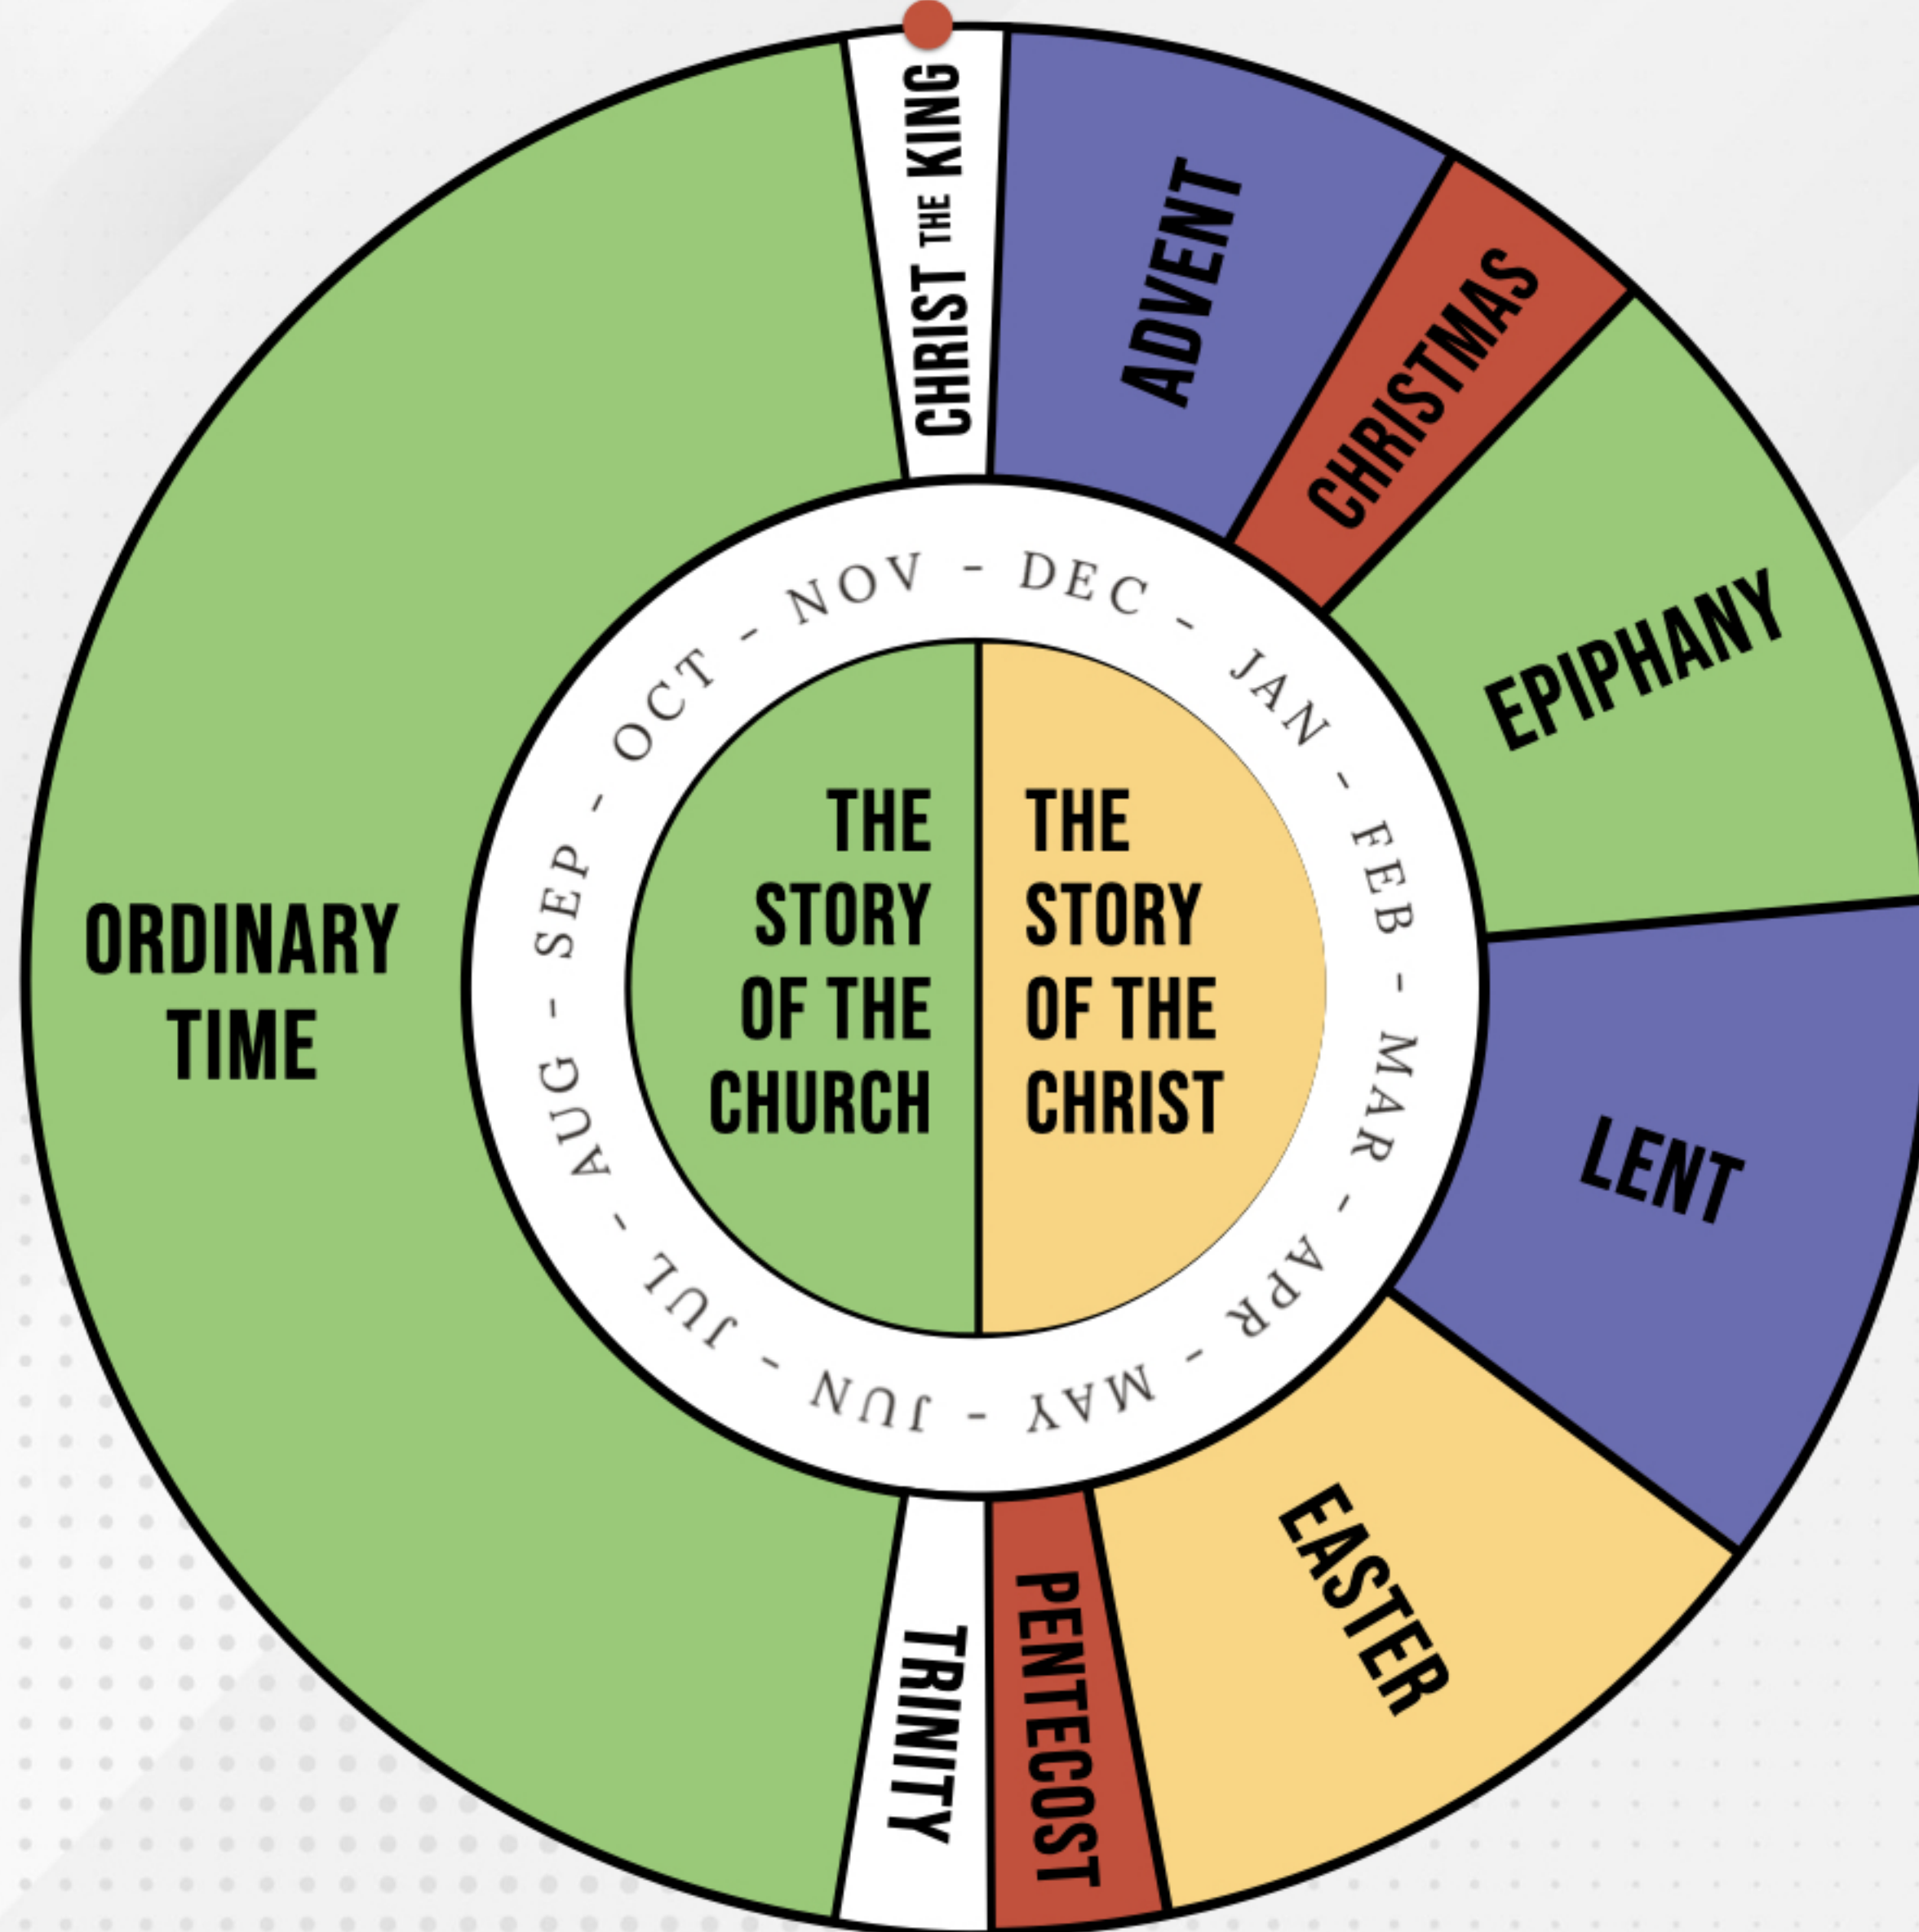 CHRIST THE KING
ADVENT
CHRISTMAS
EPIPHANY
LENT
EASTER
PENTECOST
TRINITY
ORDINARY
TIME
DEC - JAN - FEB - MAR - APR - MAY - JUN - JUL - AUG - SEP - OCT - NOV -
THE
STORY
OF THE
CHURCH
THE
STORY
OF THE
CHRIST